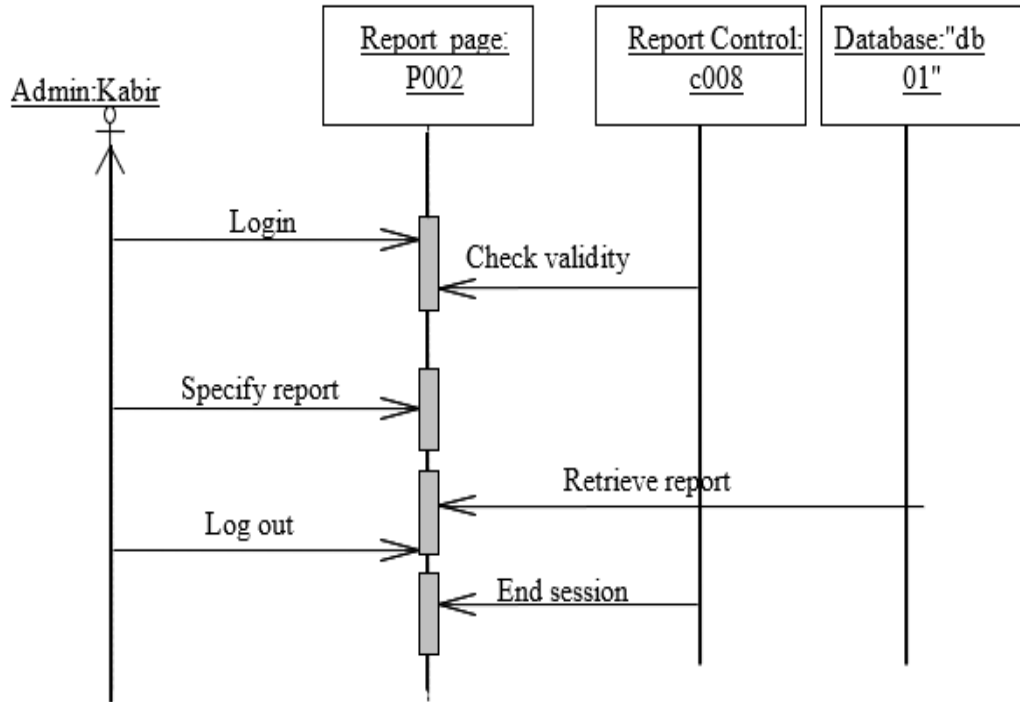 Report page:
P002
Report Control:
c008
Database:"db
01"
Admin:Kabir
Login
Check validity
Specify report
Retrieve report
Log out
End session